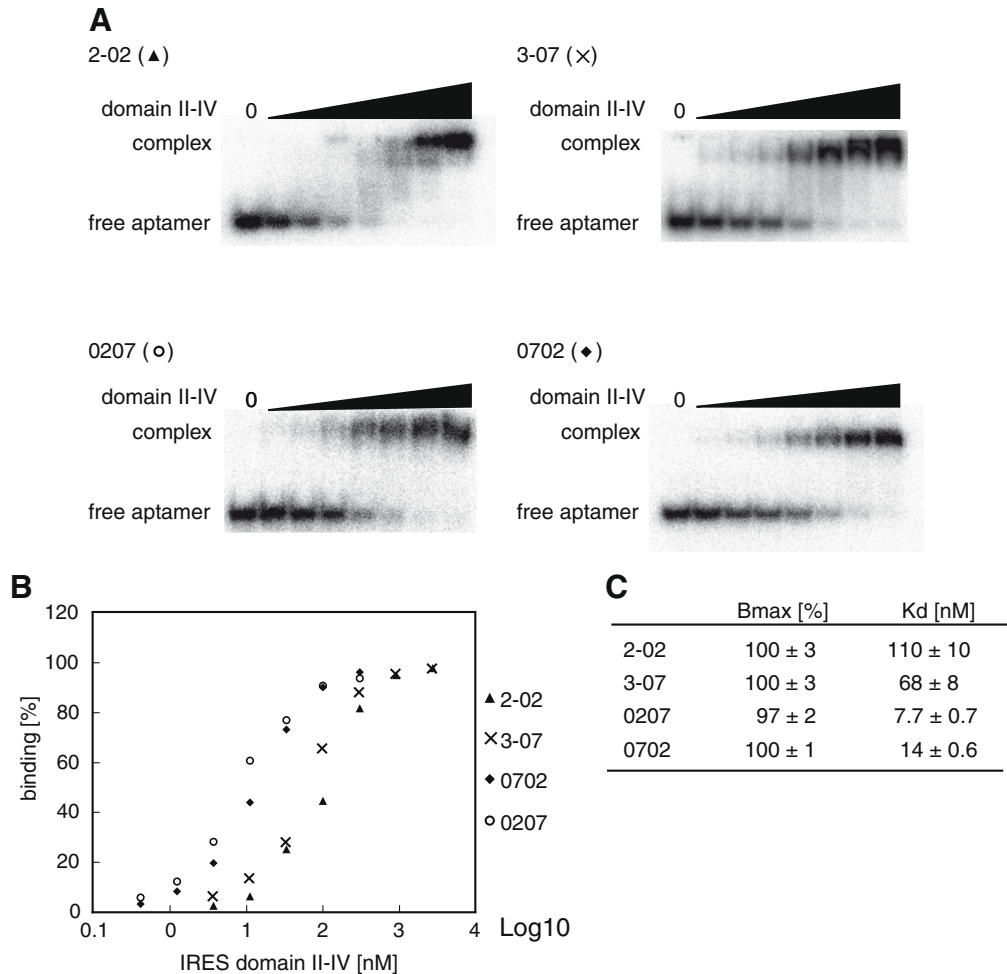 A
2-02 (▲)
3-07 (×)
domain II-IV 0
domain II-IV 0
complex
complex
free aptamer
free aptamer
0207 (o)
0702 (◆)
domain II-IV 0
domain II-IV 0
complex
complex
free aptamer
free aptamer
B
120
100
80
60
40
20
0
binding [%]
0.1 0 1 2 3 4 Log10
IRES domain II-IV [nM]
▲ 2-02
× 3-07
◆ 0702
o 0207
C
Bmax [%] Kd [nM]
2-02 100 ± 3 110 ± 10
3-07 100 ± 3 68 ± 8
0207 97 ± 2 7.7 ± 0.7
0702 100 ± 1 14 ± 0.6